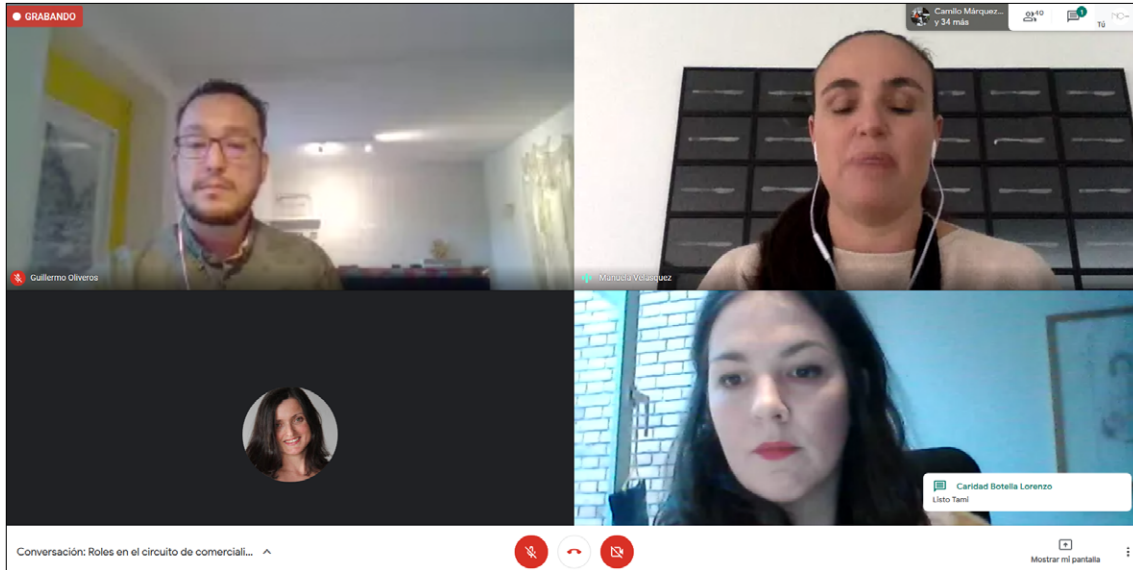 GRABANDO
Camilo Márquez...
y 34 más
40
1
Tú
Guillermo Oliveros
Manuela Velasquez
Caridad Botella Lorenzo
Listo Tami
Conversación: Roles en el circuito de comerciali...
Mostrar mi pantalla